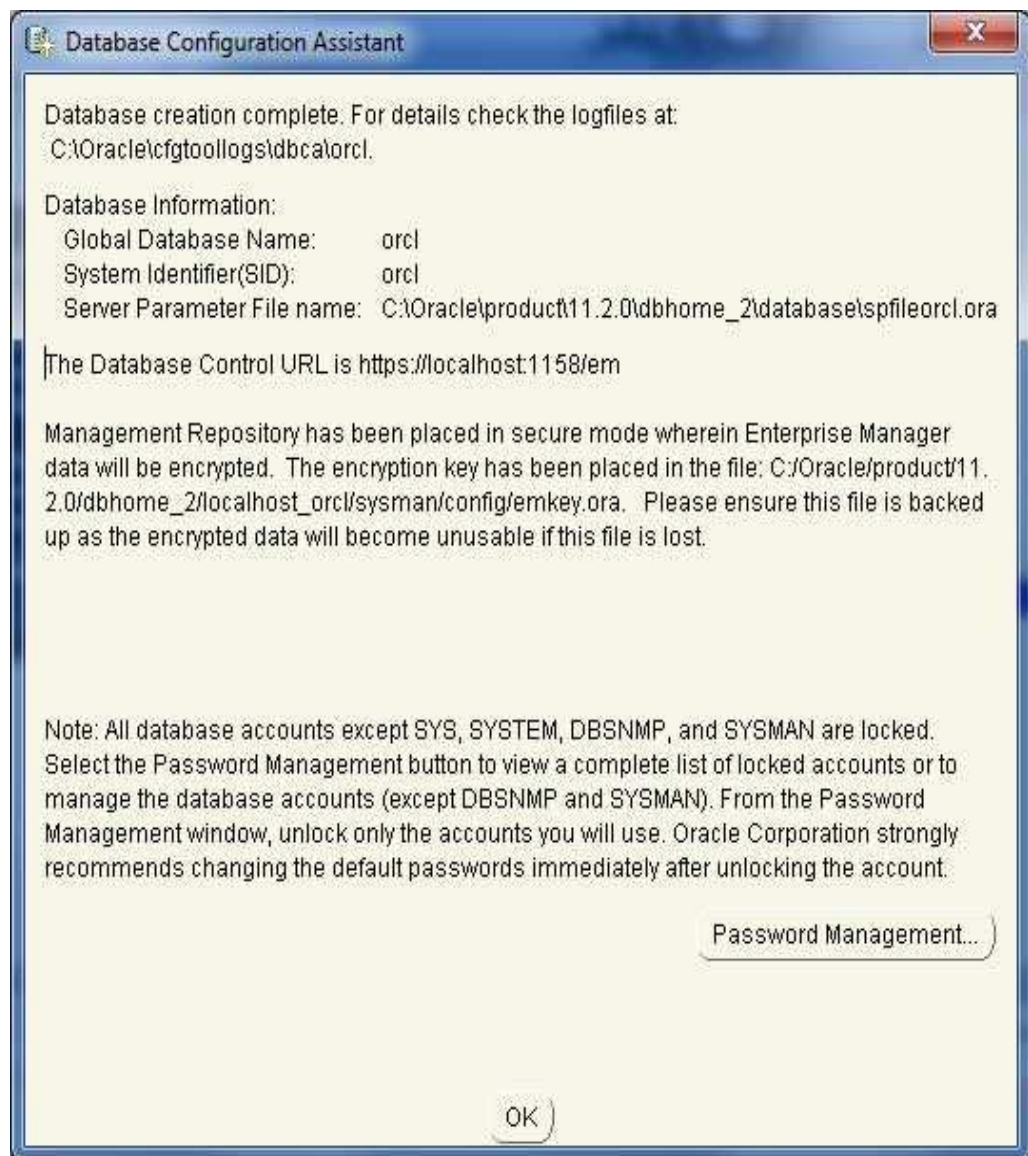 Database Configuration Assistant
Database creation complete. For details check the logfiles at:
C:\Oracle\cfgtoollogs\dbca\orcl.
Database Information:
Global Database Name: orcl
System Identifier(SID): orcl
Server Parameter File name: C:\Oracle\product\11.2.0\dbhome_2\database\spfileorcl.ora
The Database Control URL is https://localhost:1158/em
Management Repository has been placed in secure mode wherein Enterprise Manager
data will be encrypted. The encryption key has been placed in the file: C:/Oracle/product/11.
2.0/dbhome_2/localhost_orcl/sysman/config/emkey.ora. Please ensure this file is backed
up as the encrypted data will become unusable if this file is lost.
Note: All database accounts except SYS, SYSTEM, DBSNMP, and SYSMAN are locked.
Select the Password Management button to view a complete list of locked accounts or to
manage the database accounts (except DBSNMP and SYSMAN). From the Password
Management window, unlock only the accounts you will use. Oracle Corporation strongly
recommends changing the default passwords immediately after unlocking the account.
Password Management...
OK